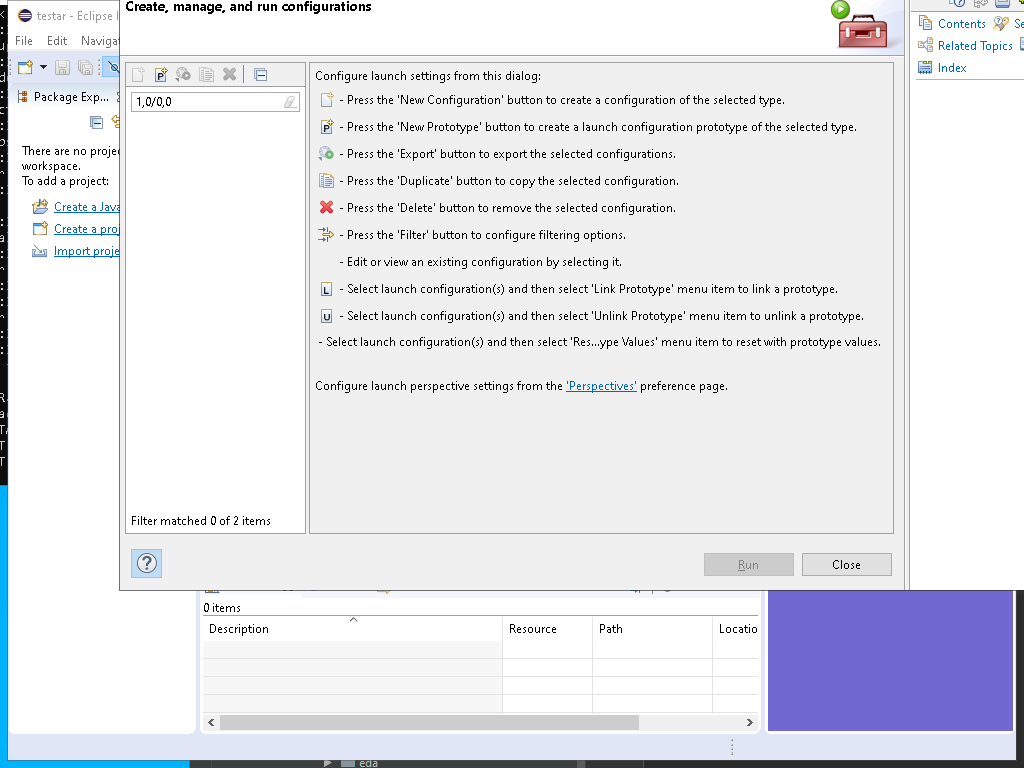 Create, manage, and run configurations
testar - Eclipse I
File Edit Navigat
Package Exp...
There are no proje
workspace.
To add a project:
Create a Java
Create a proj
Import proje
1,0/0,0
Filter matched 0 of 2 items
Configure launch settings from this dialog:
- Press the 'New Configuration' button to create a configuration of the selected type.
- Press the 'New Prototype' button to create a launch configuration prototype of the selected type.
- Press the 'Export' button to export the selected configurations.
- Press the 'Duplicate' button to copy the selected configuration.
- Press the 'Delete' button to remove the selected configuration.
- Press the 'Filter' button to configure filtering options.
- Edit or view an existing configuration by selecting it.
- Select launch configuration(s) and then select 'Link Prototype' menu item to link a prototype.
- Select launch configuration(s) and then select 'Unlink Prototype' menu item to unlink a prototype.
- Select launch configuration(s) and then select 'Res...ype Values' menu item to reset with prototype values.
Configure launch perspective settings from the 'Perspectives' preference page.
Run Close
Contents Se
Related Topics
Index
0 items
Description Resource Path Locatio
eda